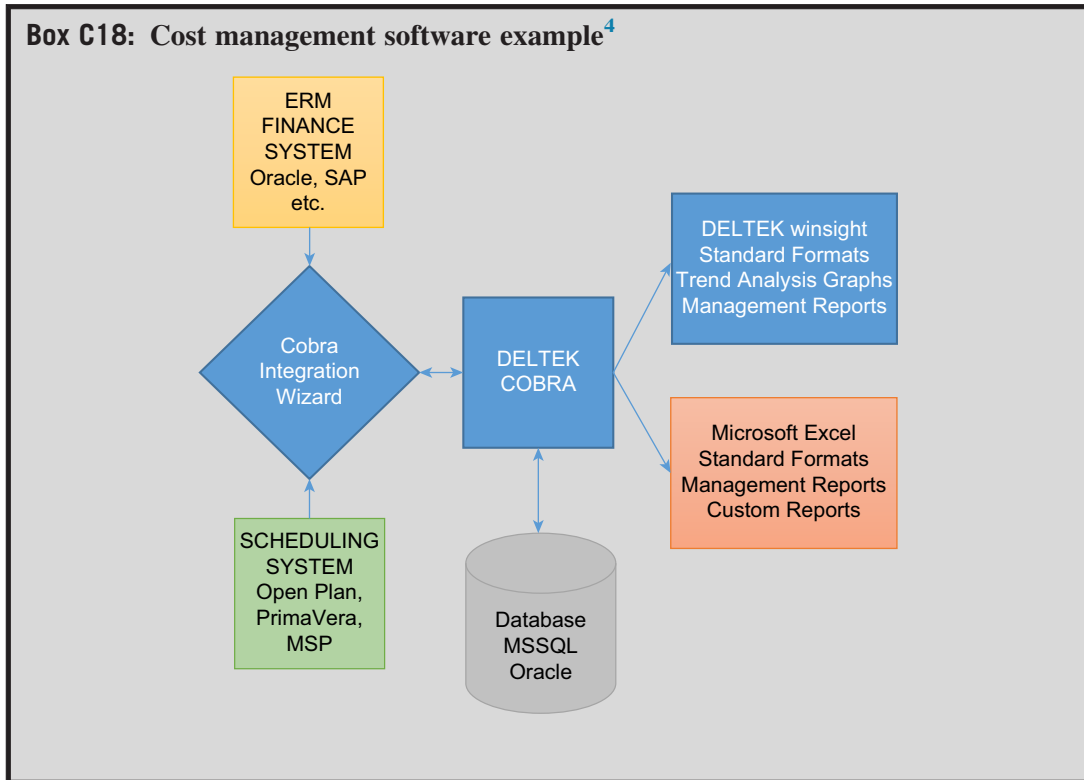 Box C18: Cost management software example4
ERM
FINANCE
SYSTEM
Oracle, SAP
etc.
DELTEK winsight
Standard Formats
Trend Analysis Graphs
Management Reports
Cobra
Integration
Wizard
DELTEK
COBRA
Microsoft Excel
Standard Formats
Management Reports
Custom Reports
SCHEDULING
SYSTEM
Open Plan,
PrimaVera,
MSP
Database
MSSQL
Oracle